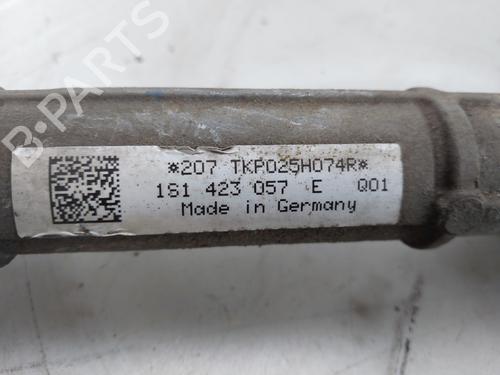 B-PARTS
*207 TKP025H074R*
1S1 423 057 E Q01
Made in Germany